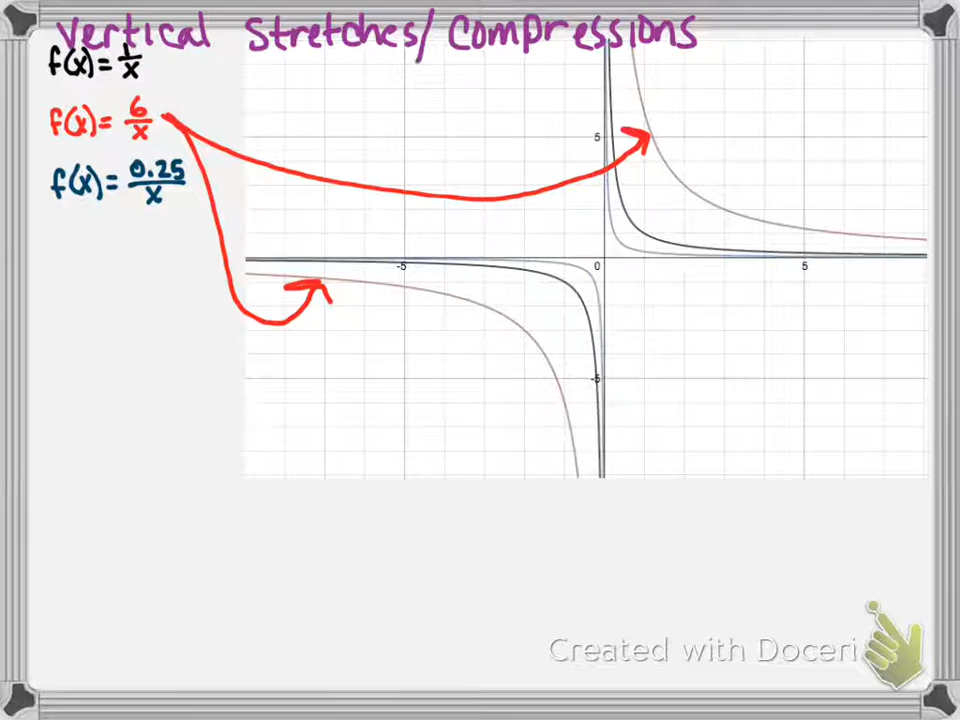 Vertical Stretches/Compressions
f(x)=1/x
f(x)=6/x
f(x)=0.25/x
5
-5
0
5
-5
Created with Doceri